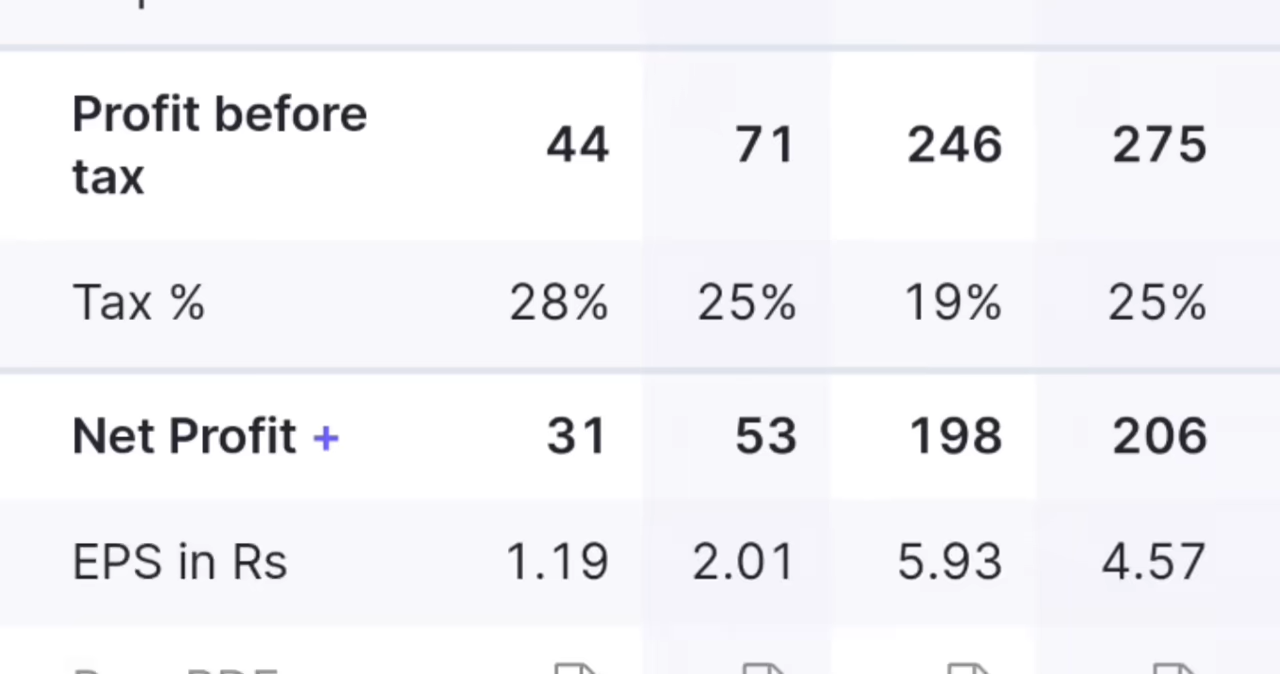 Profit before tax 44 71 246 275
Tax % 28% 25% 19% 25%
Net Profit + 31 53 198 206
EPS in Rs 1.19 2.01 5.93 4.57